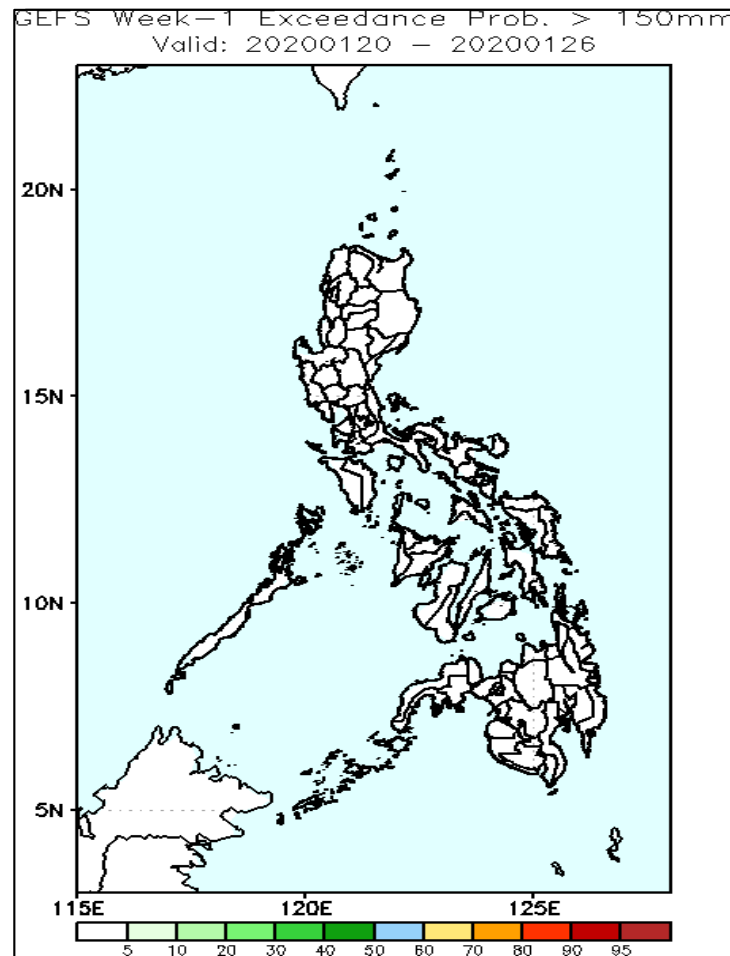 GEFS Week-1 Exceedance Prob. > 150mm
Valid: 20200120 - 20200126
20N
15N
10N
5N
115E 120E 125E
5 10 20 30 40 50 60 70 80 90 95